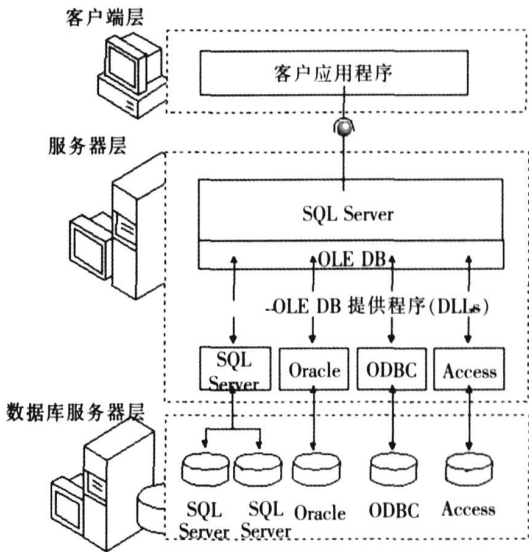 客户端层
客户应用程序
服务器层
SQL Server
OLE DB
OLE DB 提供程序(DLLs)
SQL
Server
Oracle
ODBC
Access
数据库服务器层
SQL
Server
SQL
Server
Oracle
ODBC
Access